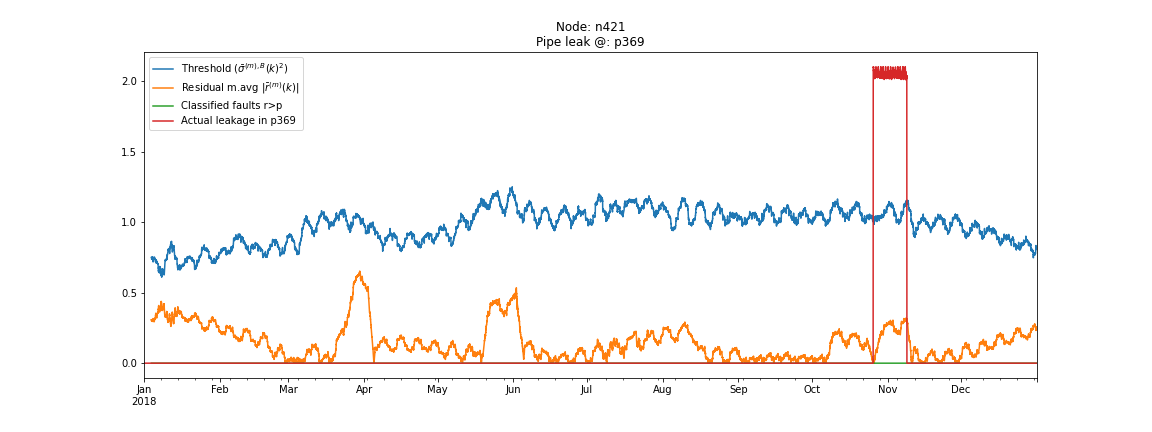 Node: n421
Pipe leak @: p369
Threshold (σ̄⁽ᵐ⁾,ᴮ(k)²)
Residual m.avg |r̄⁽ᵐ⁾(k)|
Classified faults r>p
Actual leakage in p369
2.0
1.5
1.0
0.5
0.0
Jan Feb Mar Apr May Jun Jul Aug Sep Oct Nov Dec
2018